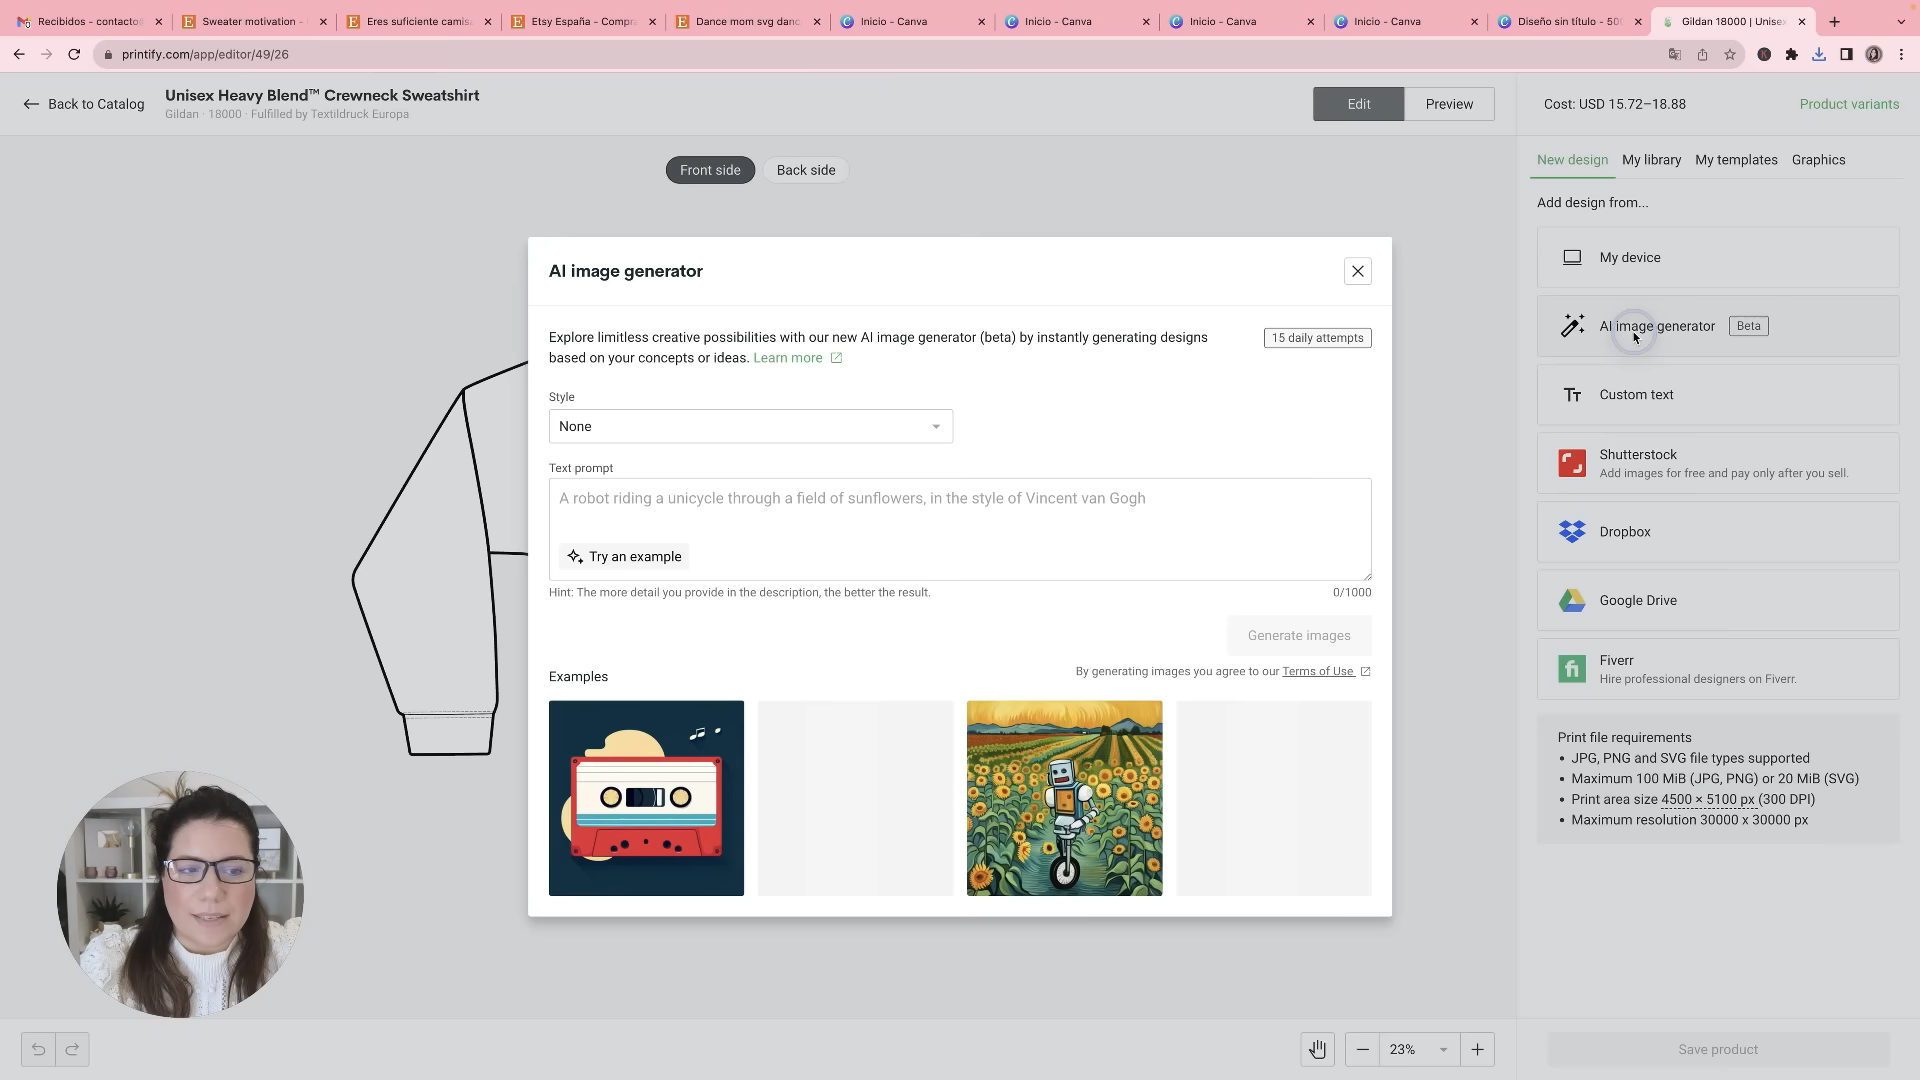 Recibidos - contacto@
Sweater motivation -
Eres suficiente camisa
Etsy España - Compra
Dance mom svg danc
Inicio - Canva
Inicio - Canva
Inicio - Canva
Inicio - Canva
Diseño sin título - 500
Gildan 18000 | Unisex
printify.com/app/editor/49/26
Back to Catalog
Unisex Heavy Blend™ Crewneck Sweatshirt
Gildan · 18000 · Fulfilled by Textildruck Europa
Edit
Preview
Cost: USD 15.72–18.88
Product variants
Front side
Back side
New design
My library
My templates
Graphics
Add design from...
My device
AI image generator
Beta
Custom text
Shutterstock
Add images for free and pay only after you sell.
Dropbox
Google Drive
Fiverr
Hire professional designers on Fiverr.
Print file requirements
• JPG, PNG and SVG file types supported
• Maximum 100 MiB (JPG, PNG) or 20 MiB (SVG)
• Print area size 4500 × 5100 px (300 DPI)
• Maximum resolution 30000 x 30000 px
AI image generator
Explore limitless creative possibilities with our new AI image generator (beta) by instantly generating designs
based on your concepts or ideas. Learn more
15 daily attempts
Style
None
Text prompt
A robot riding a unicycle through a field of sunflowers, in the style of Vincent van Gogh
Try an example
Hint: The more detail you provide in the description, the better the result.
0/1000
Generate images
By generating images you agree to our Terms of Use
Examples
23%
Save product